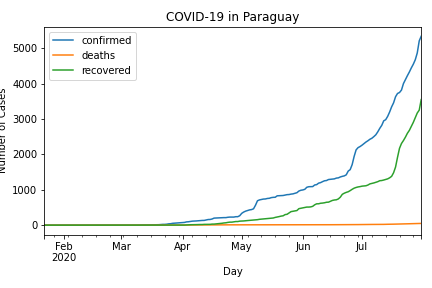 COVID-19 in Paraguay
confirmed
deaths
recovered
Number of Cases
5000
4000
3000
2000
1000
0
Feb
2020
Mar
Apr
May
Jun
Jul
Day